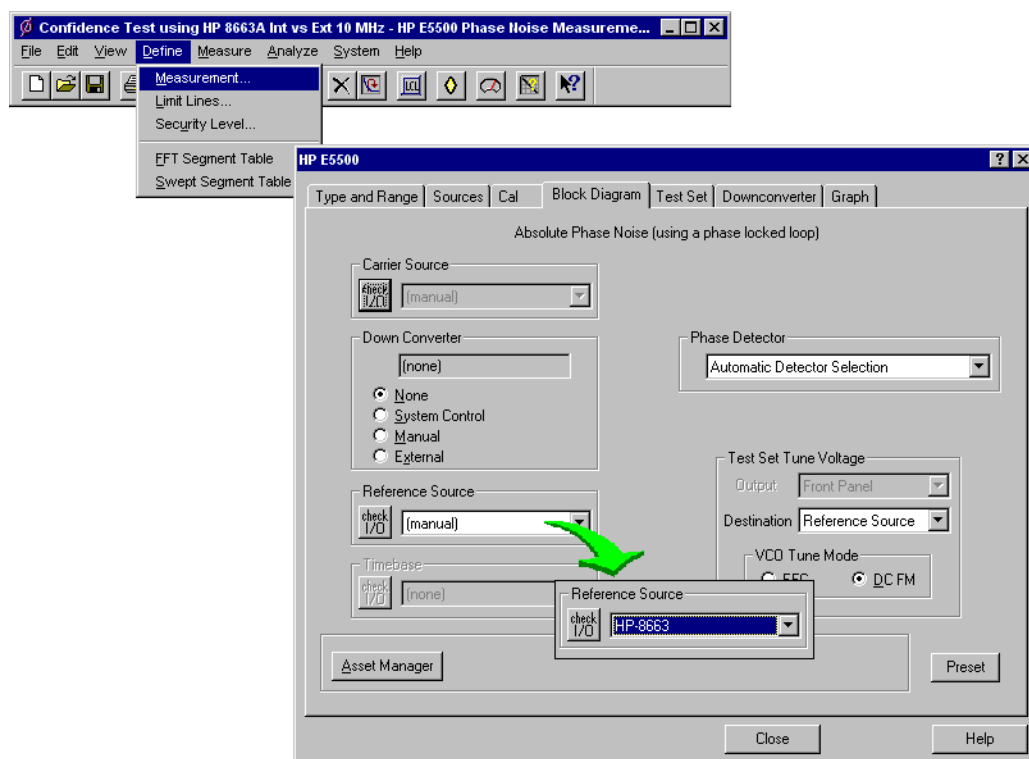 Confidence Test using HP 8663A Int vs Ext 10 MHz - HP E5500 Phase Noise Measureme...
File Edit View Define Measure Analyze System Help
Measurement...
Limit Lines...
Security Level...
FFT Segment Table
Swept Segment Table
LCL
HP E5500
Type and Range Sources Cal Block Diagram Test Set Downconverter Graph
Absolute Phase Noise (using a phase locked loop)
Carrier Source
check I/O (manual)
Down Converter
(none)
None
System Control
Manual
External
Phase Detector
Automatic Detector Selection
Reference Source
check I/O (manual)
Timebase
check I/O (none)
Test Set Tune Voltage
Output: Front Panel
Destination Reference Source
VCO Tune Mode
DC FM
Reference Source
check I/O HP-8663
Asset Manager
Preset
Close Help